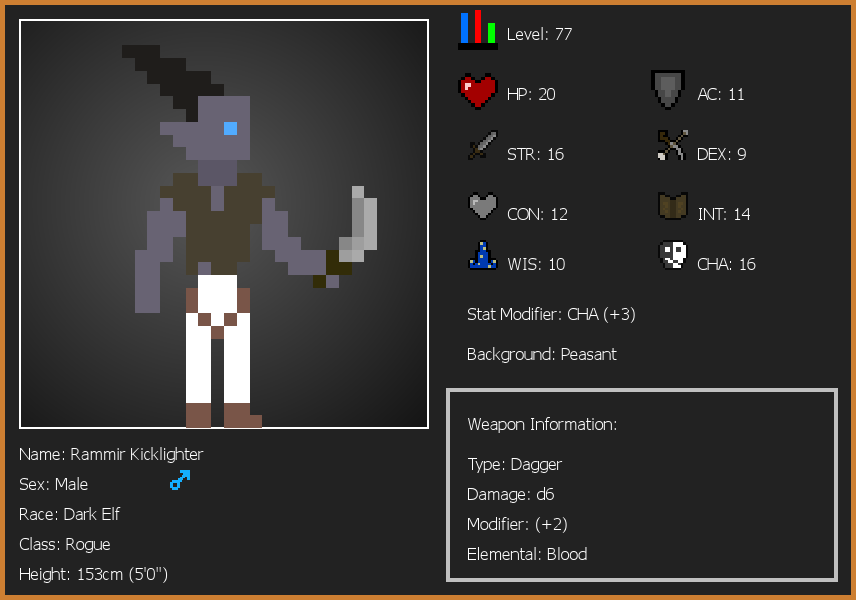 Level: 77
HP: 20
AC: 11
STR: 16
DEX: 9
CON: 12
INT: 14
WIS: 10
CHA: 16
Stat Modifier: CHA (+3)
Background: Peasant
Weapon Information:
Type: Dagger
Damage: d6
Modifier: (+2)
Elemental: Blood
Name: Rammir Kicklighter
Sex: Male
Race: Dark Elf
Class: Rogue
Height: 153cm (5'0")